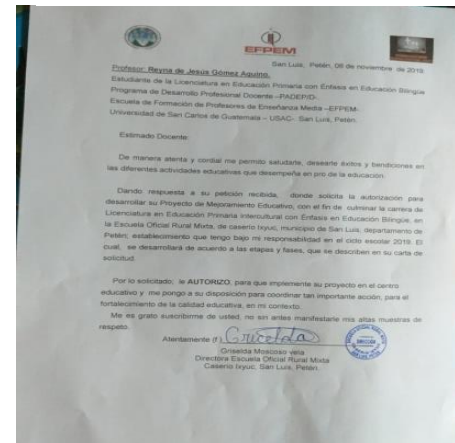 EFPEM
San Luis, Petén, 08 de noviembre de 2019.
Profesor: Reyna de Jesús Gómez Aquino.
Estudiante de la Licenciatura en Educación Primaria con Énfasis en Educación Bilingüe
Programa de Desarrollo Profesional Docente –PADEP/D-
Escuela de Formación de Profesores de Enseñanza Media –EFPEM-
Universidad de San Carlos de Guatemala – USAC- San Luis, Petén.
Estimado Docente:
De manera atenta y cordial me permito saludarle, desearle éxitos y bendiciones en
las diferentes actividades educativas que desempeña en pro de la educación.
Dando respuesta a su petición recibida, donde solicita la autorización para
desarrollar su Proyecto de Mejoramiento Educativo, con el fin de culminar la carrera de
Licenciatura en Educación Primaria Intercultural con Énfasis en Educación Bilingüe, en
la Escuela Oficial Rural Mixta, de caserío Ixyuc, municipio de San Luis, departamento de
Petén; establecimiento que tengo bajo mi responsabilidad en el ciclo escolar 2019. El
cual, se desarrollará de acuerdo a las etapas y fases, que se describen en su carta de
solicitud.
Por lo solicitado, le AUTORIZO, para que implemente su proyecto en el centro
educativo y me pongo a su disposición para coordinar tan importante acción, para el
fortalecimiento de la calidad educativa, en mi contexto.
Me es grato suscribirme de usted, no sin antes manifestarle mis altas muestras de
respeto.
Atentamente (f) Griselda
Griselda Moscoso vela
Directora Escuela Oficial Rural Mixta
Caserío Ixyuc, San Luis, Petén.
DIRECCION